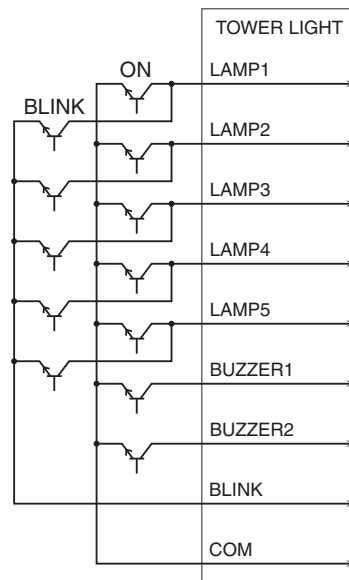 TOWER LIGHT
ON
LAMP1
BLINK
LAMP2
LAMP3
LAMP4
LAMP5
BUZZER1
BUZZER2
BLINK
COM